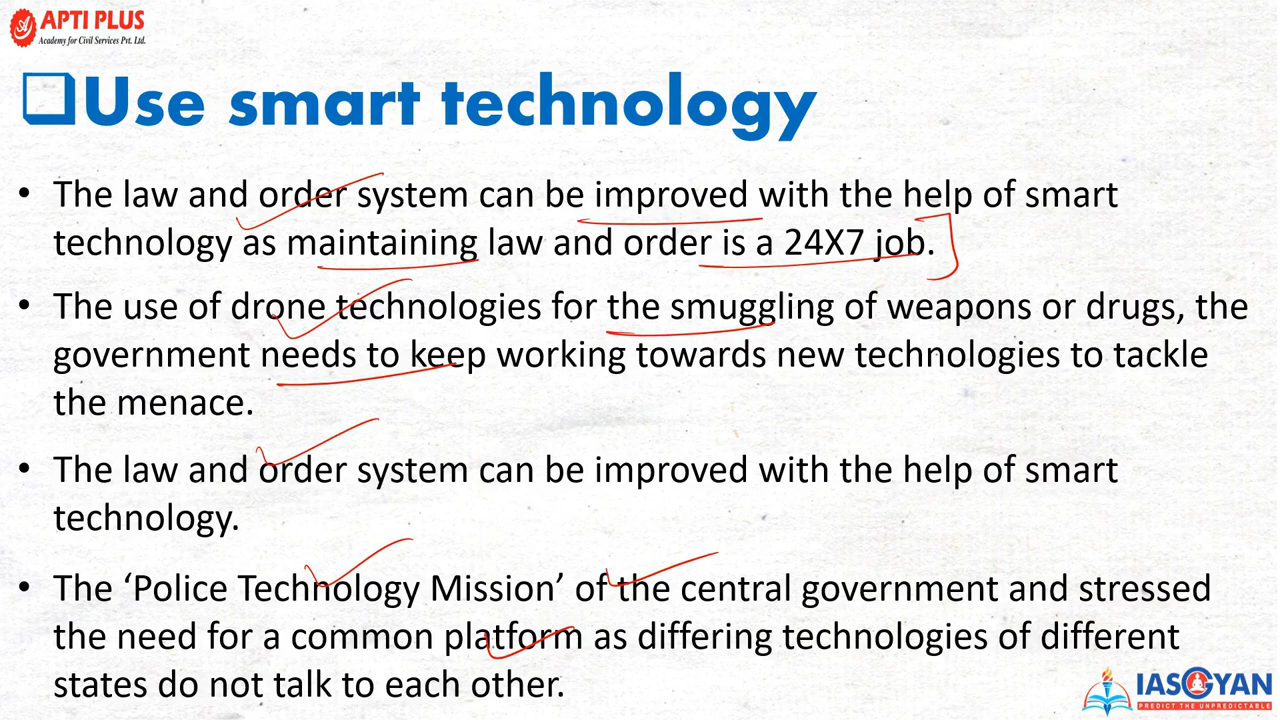 APTI PLUS
Academy for Civil Services Pvt. Ltd.
Use smart technology
• The law and order system can be improved with the help of smart
technology as maintaining law and order is a 24X7 job.
• The use of drone technologies for the smuggling of weapons or drugs, the
government needs to keep working towards new technologies to tackle
the menace.
• The law and order system can be improved with the help of smart
technology.
• The ‘Police Technology Mission’ of the central government and stressed
the need for a common platform as differing technologies of different
states do not talk to each other.
IASGYAN
PREDICT THE UNPREDICTABLE